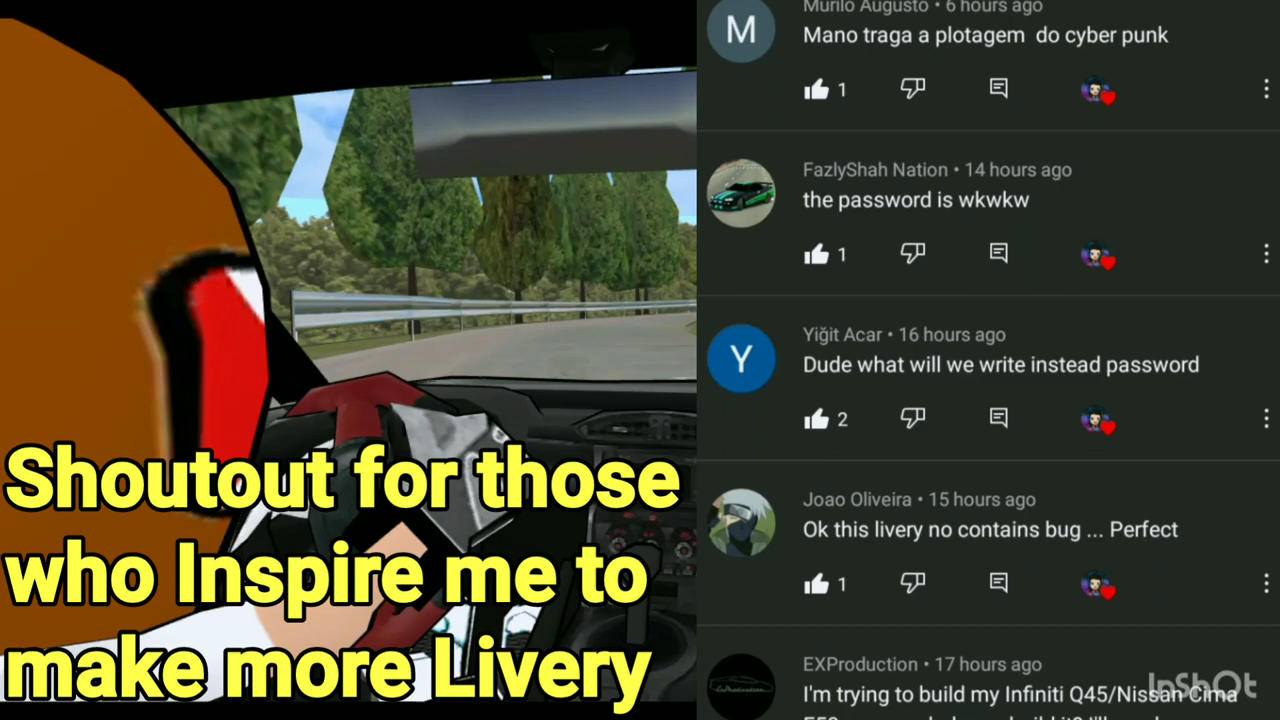 Shoutout for those
who Inspire me to
make more Livery
Murilo Augusto • 6 hours ago
Mano traga a plotagem do cyber punk
1
FazlyShah Nation • 14 hours ago
the password is wkwkw
1
Yiğit Acar • 16 hours ago
Dude what will we write instead password
2
Joao Oliveira • 15 hours ago
Ok this livery no contains bug ... Perfect
1
EXProduction • 17 hours ago
I'm trying to build my Infiniti Q45/Nissan Cima
InShOt
M
Y